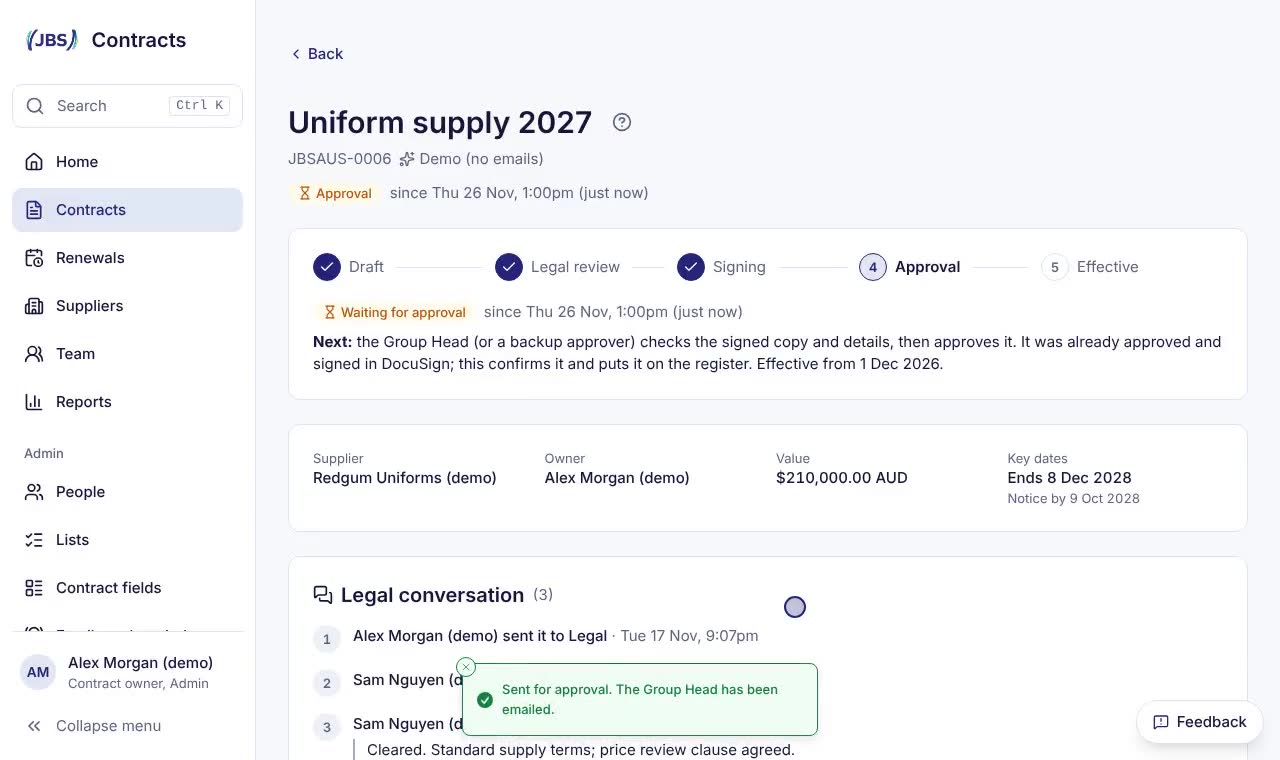 JBS Contracts
Search Ctrl K
Home
Contracts
Renewals
Suppliers
Team
Reports
Admin
People
Lists
Contract fields
AM Alex Morgan (demo)
Contract owner, Admin
Collapse menu
Back
Uniform supply 2027
JBSAUS-0006 Demo (no emails)
Approval since Thu 26 Nov, 1:00pm (just now)
Draft Legal review Signing 4 Approval 5 Effective
Waiting for approval since Thu 26 Nov, 1:00pm (just now)
Next: the Group Head (or a backup approver) checks the signed copy and details, then approves it. It was already approved and
signed in DocuSign; this confirms it and puts it on the register. Effective from 1 Dec 2026.
Supplier Owner Value Key dates
Redgum Uniforms (demo) Alex Morgan (demo) $210,000.00 AUD Ends 8 Dec 2028
Notice by 9 Oct 2028
Legal conversation (3)
1 Alex Morgan (demo) sent it to Legal · Tue 17 Nov, 9:07pm
2 Sam Nguyen (d
3 Sam Nguyen (d
Cleared. Standard supply terms; price review clause agreed.
Sent for approval. The Group Head has been
emailed.
Feedback